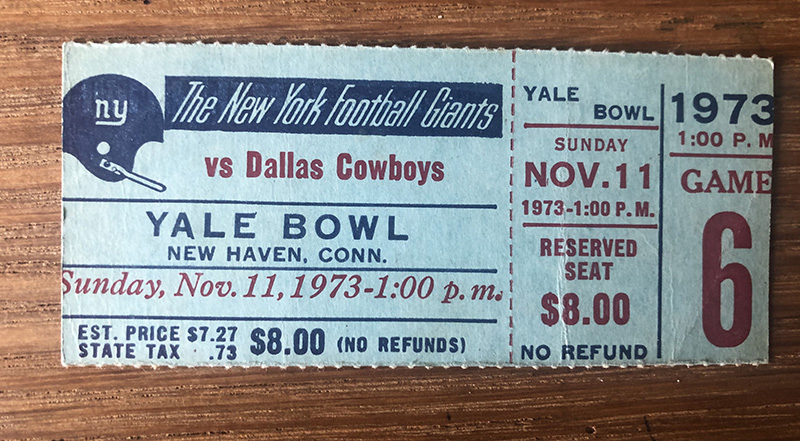 ny
The New York Football Giants
vs Dallas Cowboys
YALE BOWL
NEW HAVEN, CONN.
Sunday, Nov. 11, 1973-1:00 p.m.
EST. PRICE $7.27
STATE TAX .73
$8.00 (NO REFUNDS)
YALE
BOWL
SUNDAY
NOV. 11
1973-1:00 P.M.
RESERVED
SEAT
$8.00
NO REFUND
1973
1:00 P. M
GAME
6